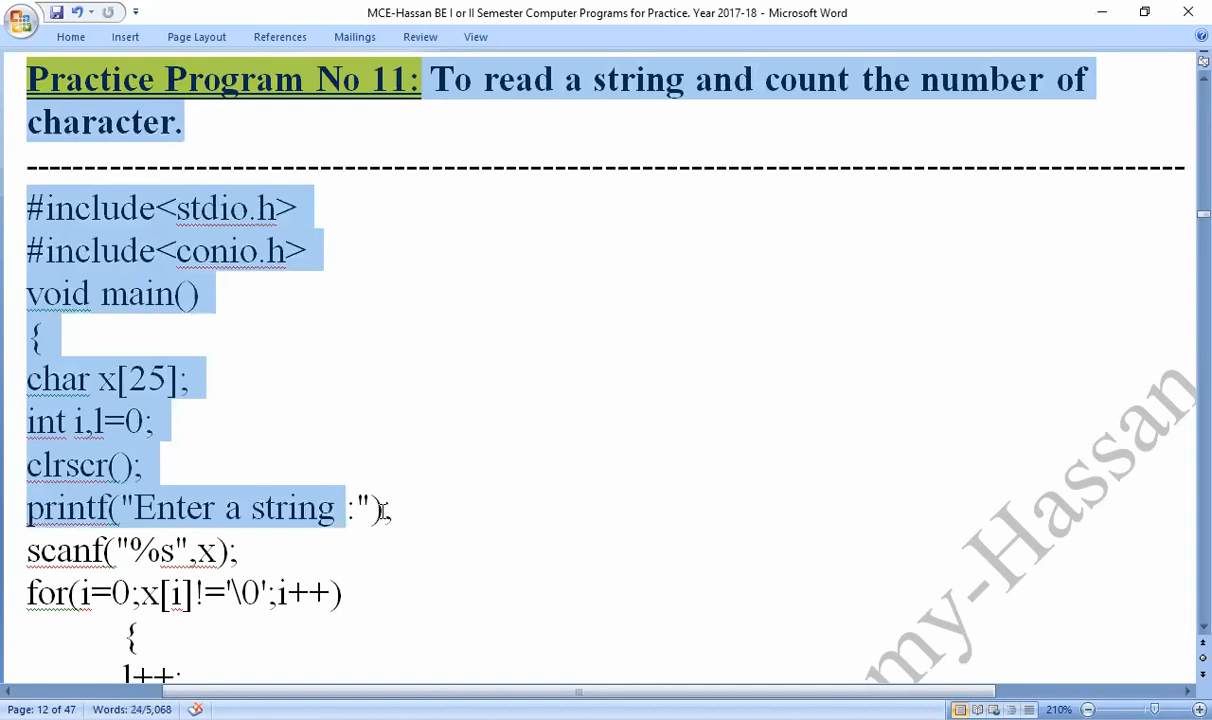 MCE-Hassan BE I or II Semester Computer Programs for Practice. Year 2017-18 - Microsoft Word
Home Insert Page Layout References Mailings Review View
Practice Program No 11: To read a string and count the number of
character.
--------------------------------------------------------------------------------
#include<stdio.h>
#include<conio.h>
void main()
{
char x[25];
int i,l=0;
clrscr();
printf("Enter a string :");
scanf("%s",x);
for(i=0;x[i]!='\0';i++)
{
l++;
my-Hassan
Page: 12 of 47 Words: 24/5,068 210%